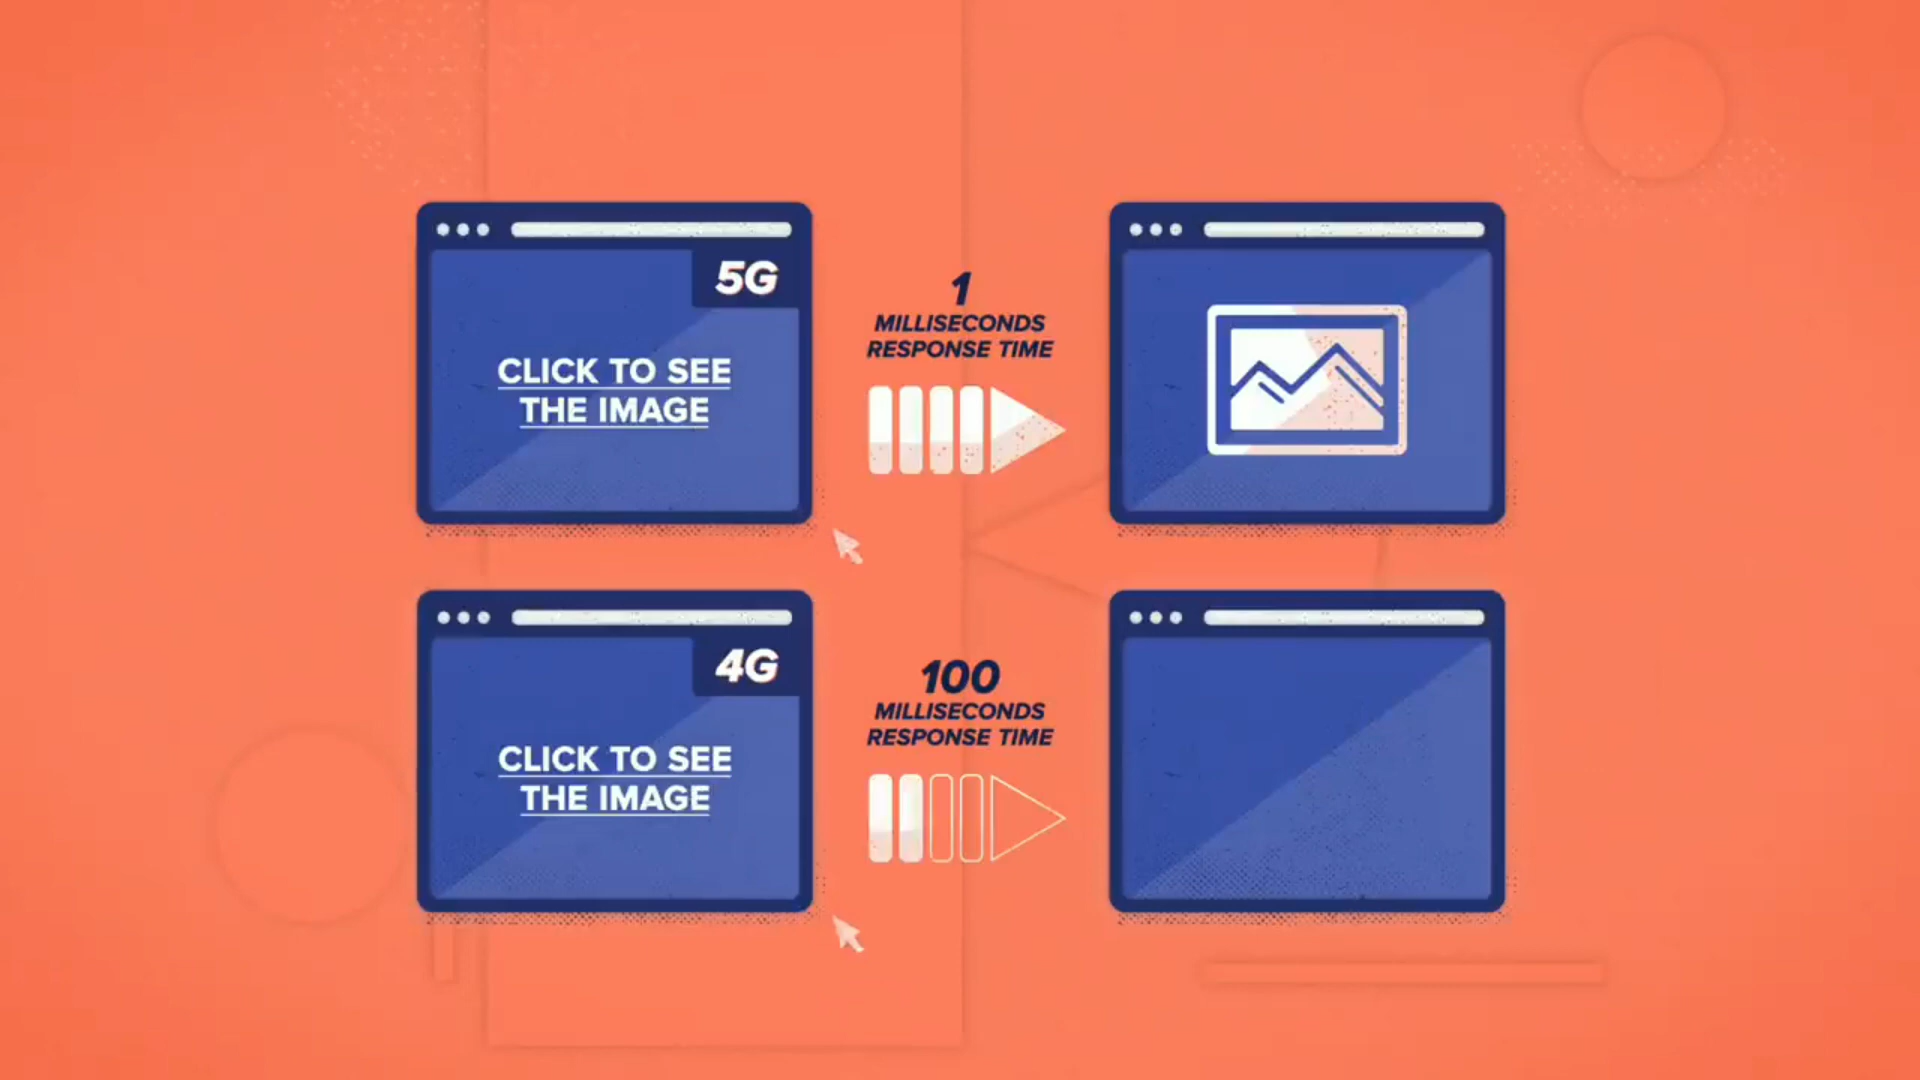 5G
CLICK TO SEE
THE IMAGE
1
MILLISECONDS
RESPONSE TIME
4G
CLICK TO SEE
THE IMAGE
100
MILLISECONDS
RESPONSE TIME